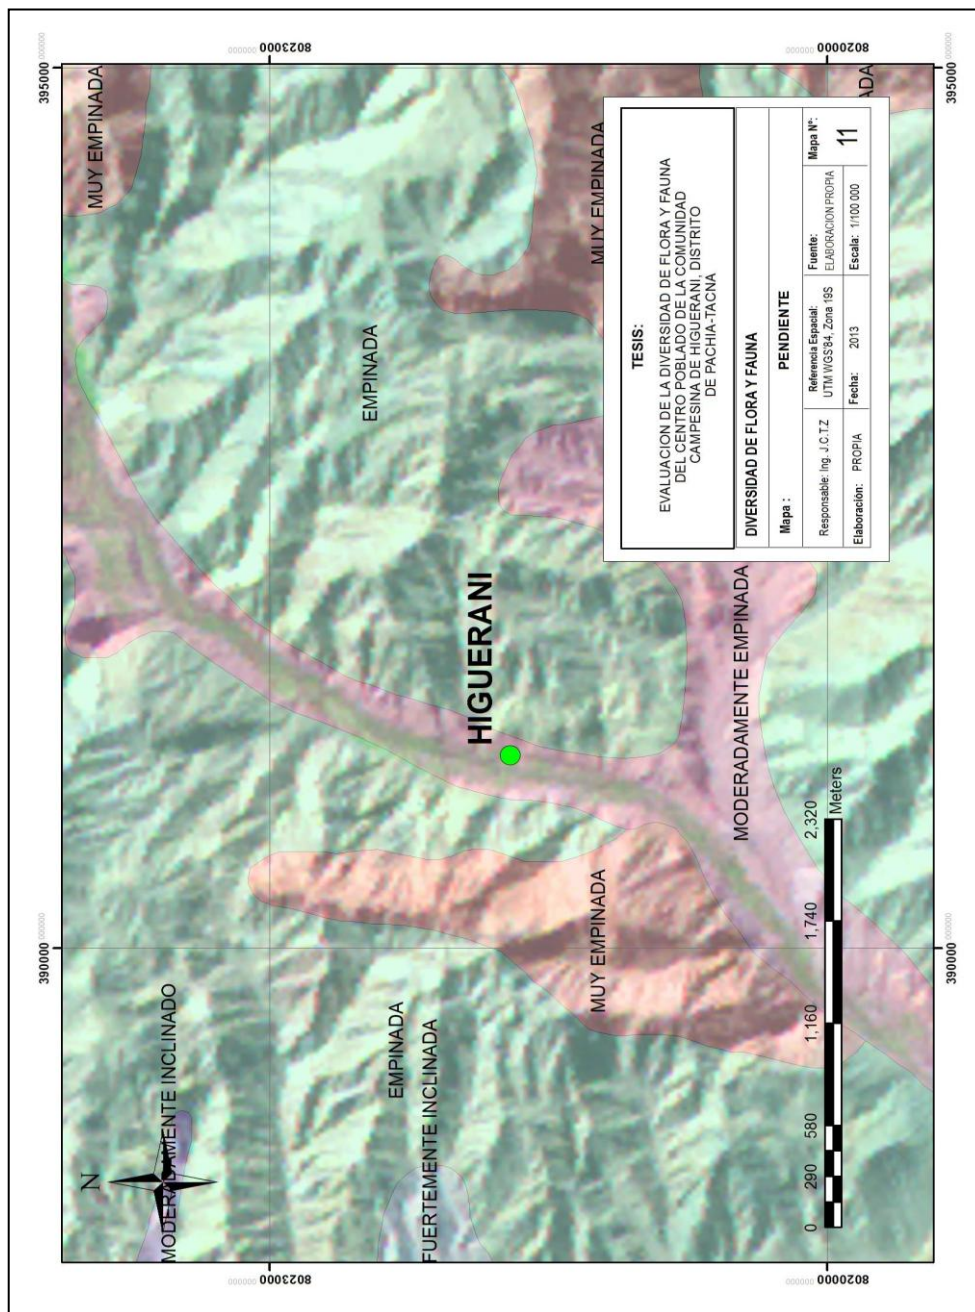 390000
395000
8023000
8023000
8020000
8020000
390000
395000
N
MODERADAMENTE INCLINADO
MUY EMPINADA
EMPINADA
FUERTEMENTE INCLINADA
EMPINADA
HIGUERANI
MUY EMPINADA
MUY EMPINADA
MODERADAMENTE EMPINADA
ADA
0 290 580 1,160 1,740 2,320
Meters
TESIS:
EVALUACION DE LA DIVERSIDAD DE FLORA Y FAUNA
DEL CENTRO POBLADO DE LA COMUNIDAD
CAMPESINA DE HIGUERANI, DISTRITO
DE PACHIA-TACNA
DIVERSIDAD DE FLORA Y FAUNA
Mapa : PENDIENTE
Responsable: Ing. J.C.T.Z
Referencia Espacial:
UTM WGS'84, Zona 19S
Fuente:
ELABORACION PROPIA
Mapa Nº:
11
Elaboración: PROPIA
Fecha: 2013
Escala: 1/100 000